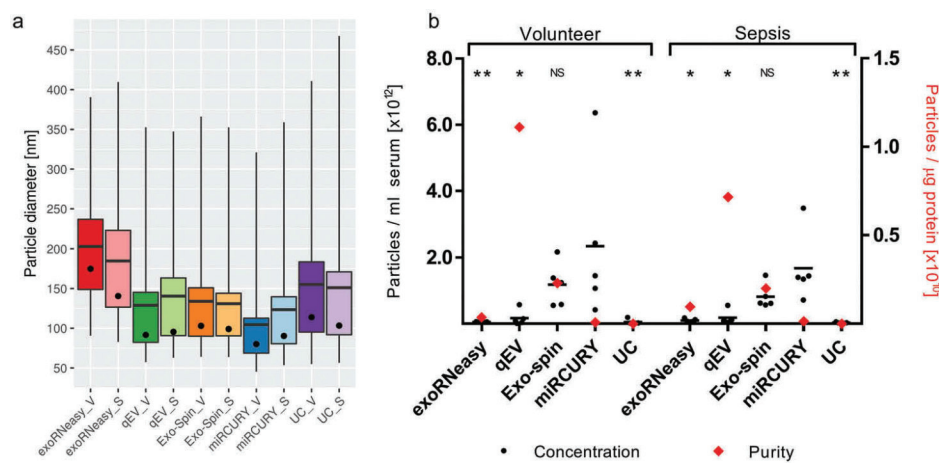 a
Particle diameter [nm]
450
400
350
300
250
200
150
100
50
exoRNeasy_V
exoRNeasy_S
qEV_V
qEV_S
Exo-Spin_V
Exo-Spin_S
miRCURY_V
miRCURY_S
UC_V
UC_S
b
Volunteer
Sepsis
** * NS ** * * NS **
Particles / ml serum [x10¹²]
8.0
6.0
4.0
2.0
1.5
1.0
0.5
Particles / µg protein [x10¹⁰]
exoRNeasy
qEV
Exo-spin
miRCURY
UC
exoRNeasy
qEV
Exo-spin
miRCURY
UC
Concentration
Purity